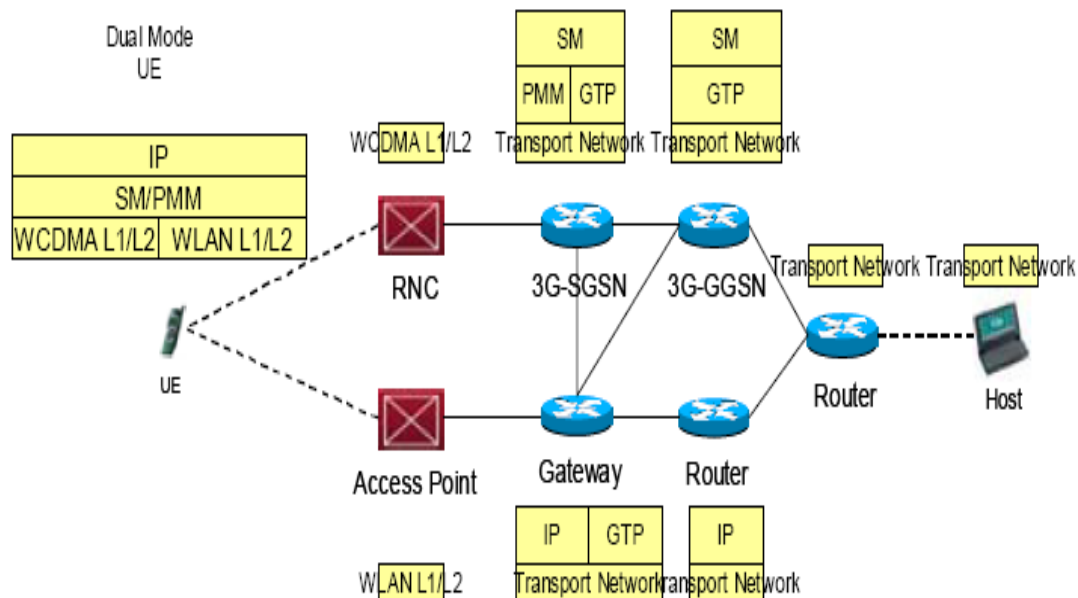 Dual Mode
UE
SM
SM
PMM
GTP
GTP
WCDMA L1/L2
Transport Network
Transport Network
IP
SM/PMM
WCDMA L1/L2
WLAN L1/L2
RNC
3G-SGSN
3G-GGSN
Transport Network
Transport Network
UE
Router
Host
Access Point
Gateway
Router
IP
GTP
IP
WLAN L1/L2
Transport Network
Transport Network